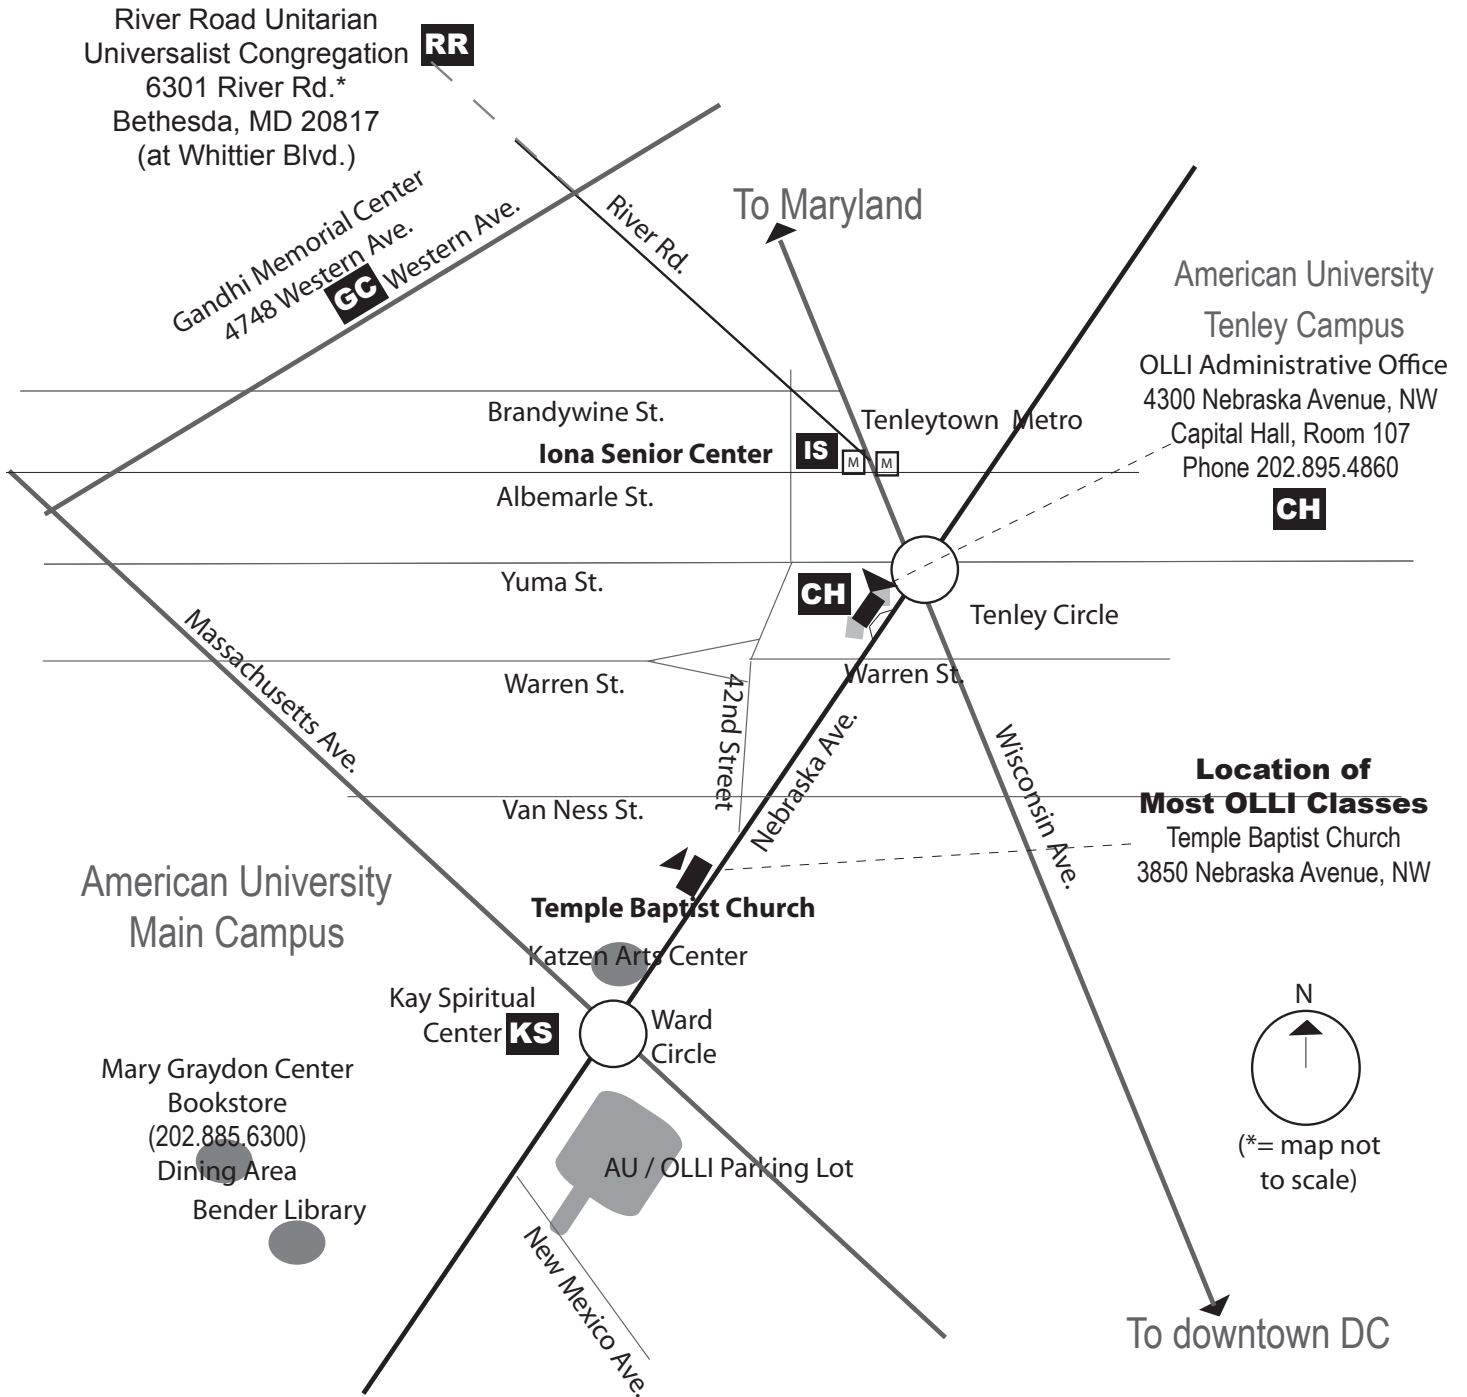 River Road Unitarian
Universalist Congregation
6301 River Rd.*
Bethesda, MD 20817
(at Whittier Blvd.)
RR
Gandhi Memorial Center
4748 Western Ave.
GC
Western Ave.
River Rd.
To Maryland
American University
Tenley Campus
OLLI Administrative Office
4300 Nebraska Avenue, NW
Capital Hall, Room 107
Phone 202.895.4860
CH
Brandywine St.
Tenleytown Metro
Iona Senior Center
IS
M
M
Albemarle St.
Yuma St.
CH
Tenley Circle
Massachusetts Ave.
Warren St.
Warren St.
42nd Street
Nebraska Ave.
Wisconsin Ave.
Van Ness St.
Location of
Most OLLI Classes
Temple Baptist Church
3850 Nebraska Avenue, NW
American University
Main Campus
Temple Baptist Church
Katzen Arts Center
Kay Spiritual
Center
KS
Ward
Circle
N
(*= map not
to scale)
Mary Graydon Center
Bookstore
(202.885.6300)
Dining Area
Bender Library
AU / OLLI Parking Lot
New Mexico Ave.
To downtown DC